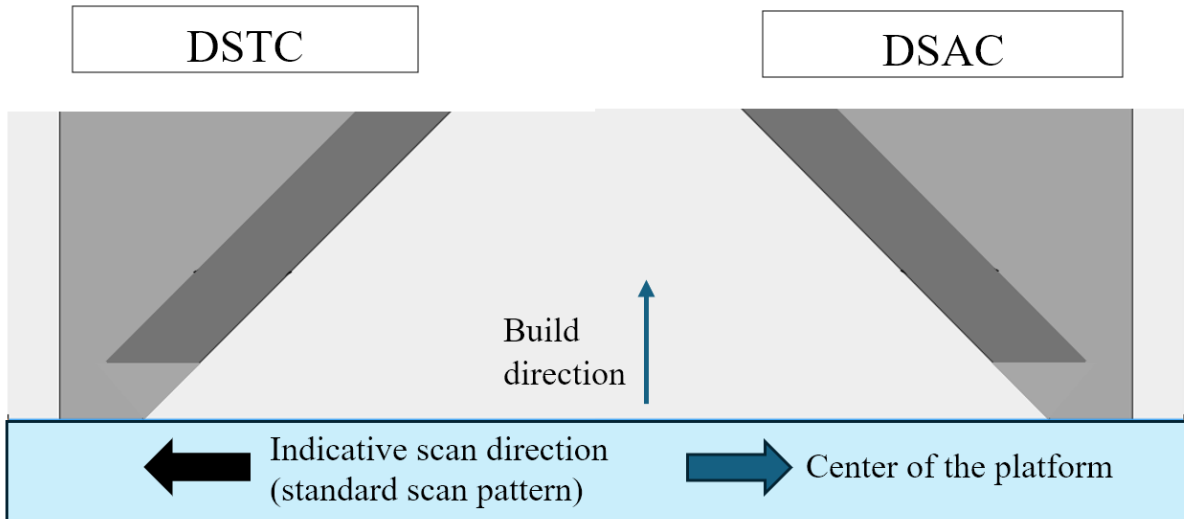 DSTC
DSAC
Build
direction
Indicative scan direction
(standard scan pattern)
Center of the platform